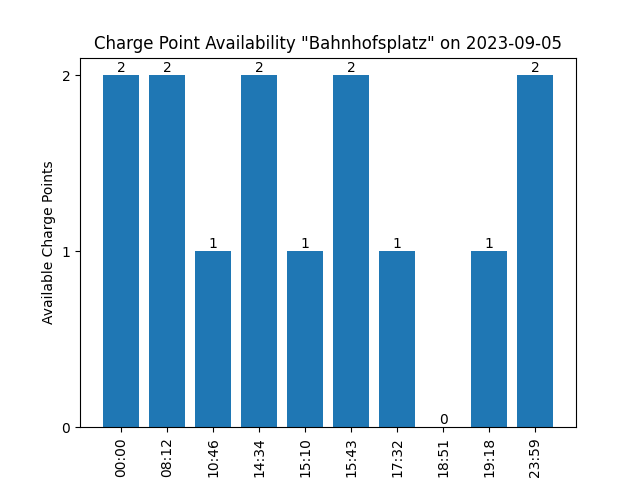 Charge Point Availability "Bahnhofsplatz" on 2023-09-05
2 2 1 2 1 2 1 0 1 2
2
1
0
Available Charge Points
00:00 08:12 10:46 14:34 15:10 15:43 17:32 18:51 19:18 23:59